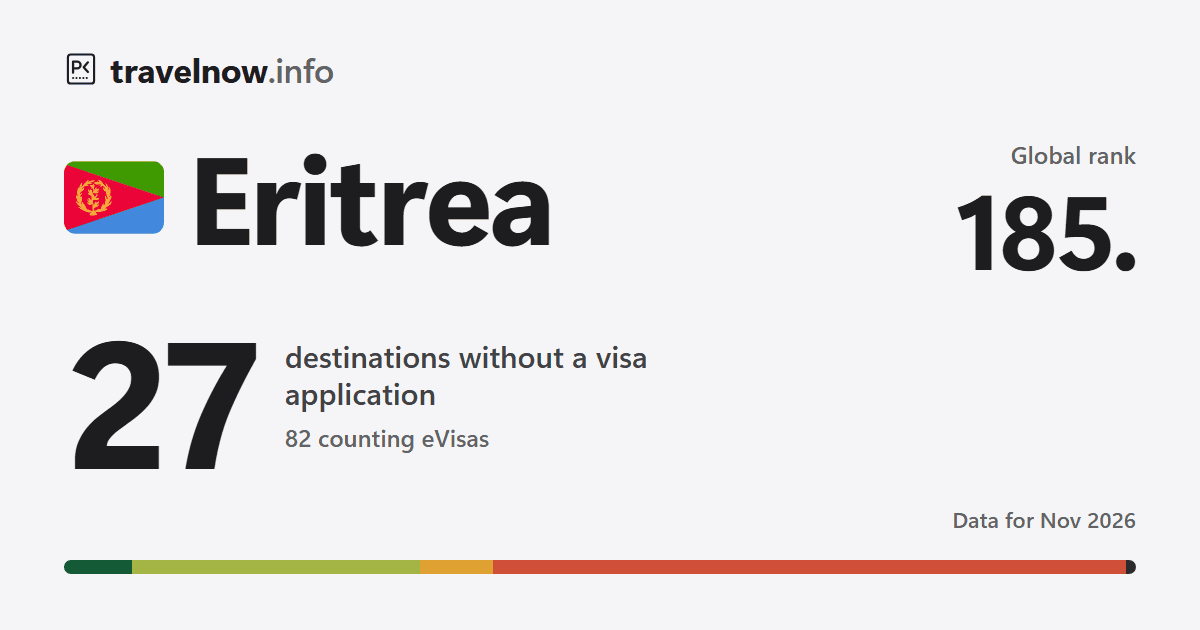 travelnow.info
Eritrea
Global rank
185.
27
destinations without a visa
application
82 counting eVisas
Data for Nov 2026